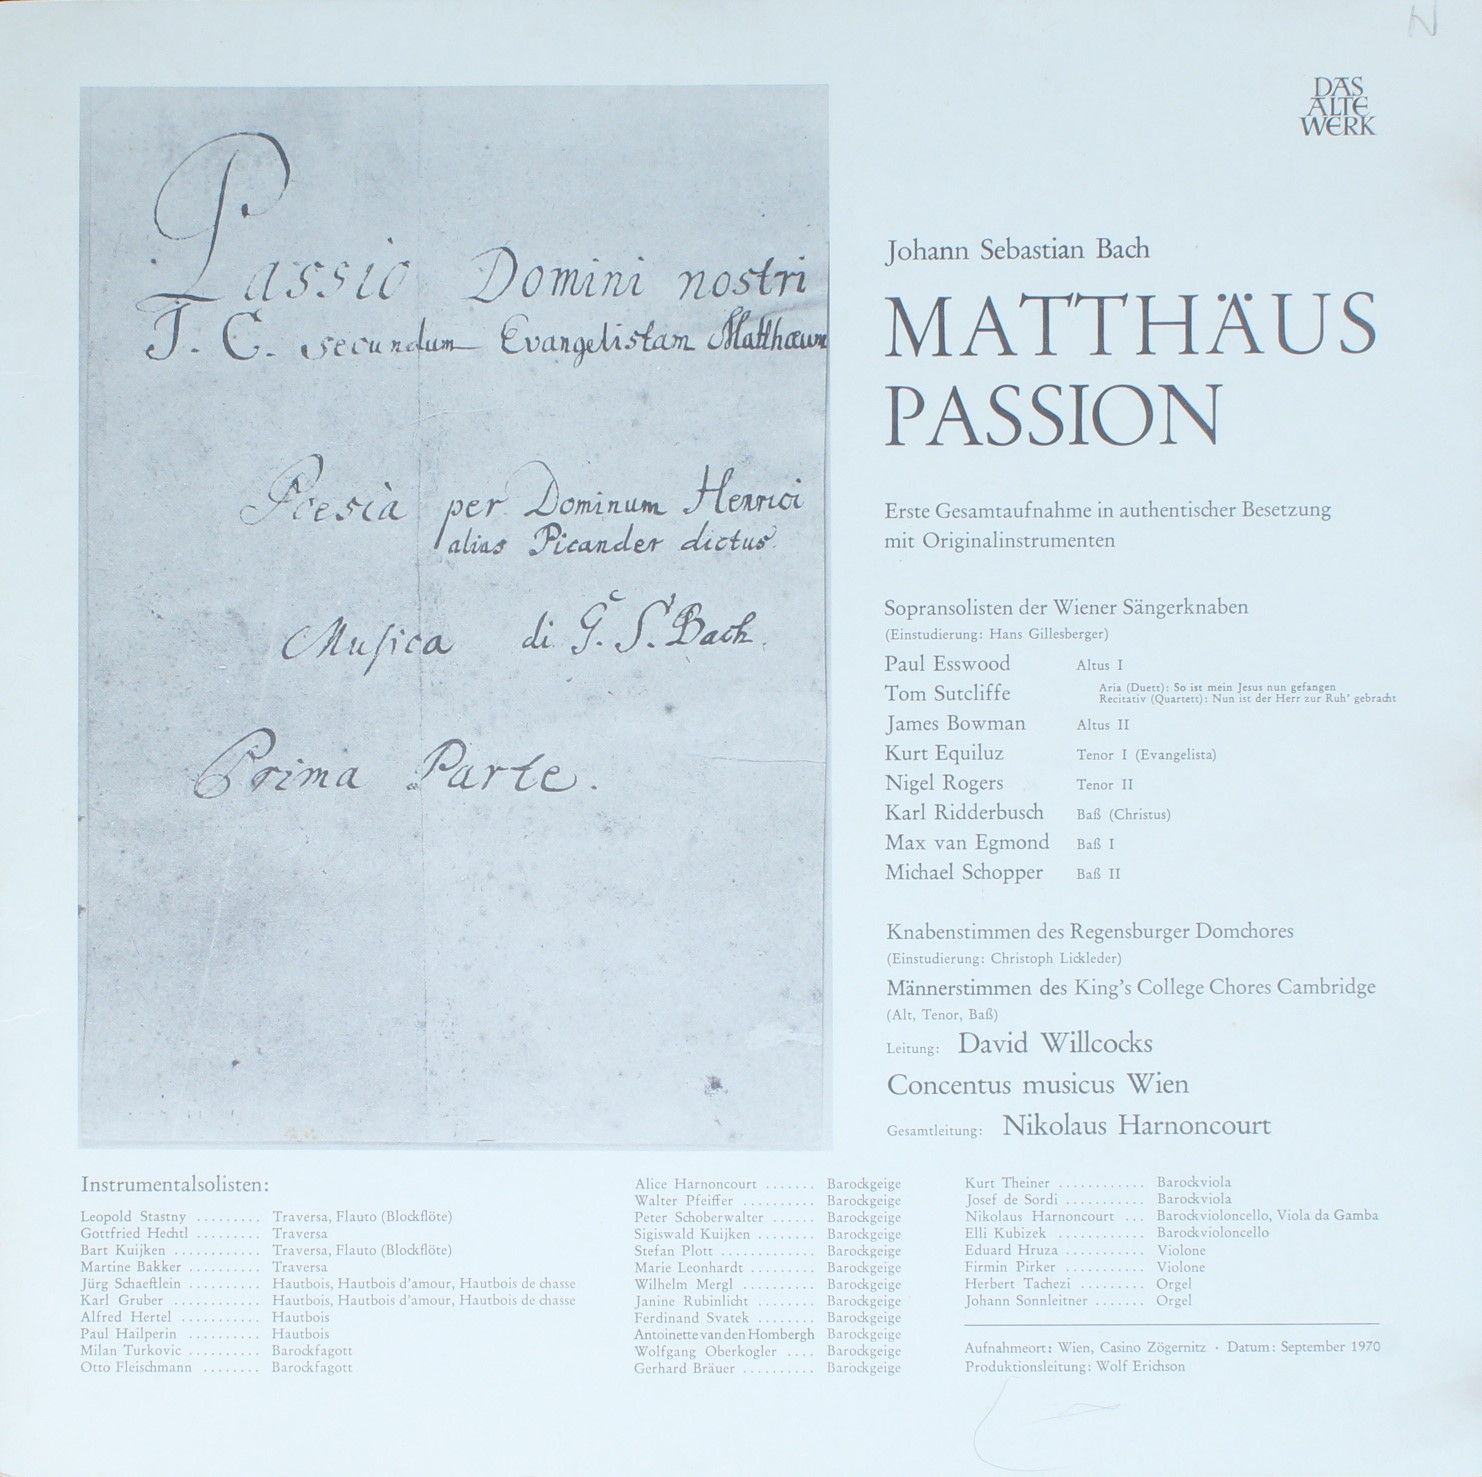 DAS
ALTE
WERK
Passio Domini nostri
J. C. secundum Evangelistam Matthæum
Poesia per Dominum Henrici
alias Picander dictus
Musica di G. S. Bach.
Prima Parte.
Johann Sebastian Bach
MATTHÄUS
PASSION
Erste Gesamtaufnahme in authentischer Besetzung
mit Originalinstrumenten
Sopransolisten der Wiener Sängerknaben
(Einstudierung: Hans Gillesberger)
Paul Esswood Altus I
Tom Sutcliffe Aria (Duett): So ist mein Jesus nun gefangen
Recitativ (Quartett): Nun ist der Herr zur Ruh' gebracht
James Bowman Altus II
Kurt Equiluz Tenor I (Evangelista)
Nigel Rogers Tenor II
Karl Ridderbusch Baß (Christus)
Max van Egmond Baß I
Michael Schopper Baß II
Knabenstimmen des Regensburger Domchores
(Einstudierung: Christoph Lickleder)
Männerstimmen des King's College Chores Cambridge
(Alt, Tenor, Baß)
Leitung: David Willcocks
Concentus musicus Wien
Gesamtleitung: Nikolaus Harnoncourt
Instrumentalsolisten:
Leopold Stastny ......... Traversa, Flauto (Blockflöte)
Gottfried Hechtl ......... Traversa
Bart Kuijken ............ Traversa, Flauto (Blockflöte)
Martine Bakker .......... Traversa
Jürg Schaeftlein .......... Hautbois, Hautbois d'amour, Hautbois de chasse
Karl Gruber ............ Hautbois, Hautbois d'amour, Hautbois de chasse
Alfred Hertel ........... Hautbois
Paul Hailperin .......... Hautbois
Milan Turkovic .......... Barockfagott
Otto Fleischmann ........ Barockfagott
Alice Harnoncourt ....... Barockgeige
Walter Pfeiffer .......... Barockgeige
Peter Schoberwalter ...... Barockgeige
Sigiswald Kuijken ........ Barockgeige
Stefan Plott ............. Barockgeige
Marie Leonhardt ......... Barockgeige
Wilhelm Mergl .......... Barockgeige
Janine Rubinlicht ........ Barockgeige
Ferdinand Svatek ........ Barockgeige
Antoinette van den Hombergh Barockgeige
Wolfgang Oberkogler .... Barockgeige
Gerhard Bräuer .......... Barockgeige
Kurt Theiner ............ Barockviola
Josef de Sordi ........... Barockviola
Nikolaus Harnoncourt ... Barockvioloncello, Viola da Gamba
Elli Kubizek ............ Barockvioloncello
Eduard Hruza ........... Violone
Firmin Pirker ........... Violone
Herbert Tachezi ......... Orgel
Johann Sonnleitner ....... Orgel
Aufnahmeort: Wien, Casino Zögernitz · Datum: September 1970
Produktionsleitung: Wolf Erichson